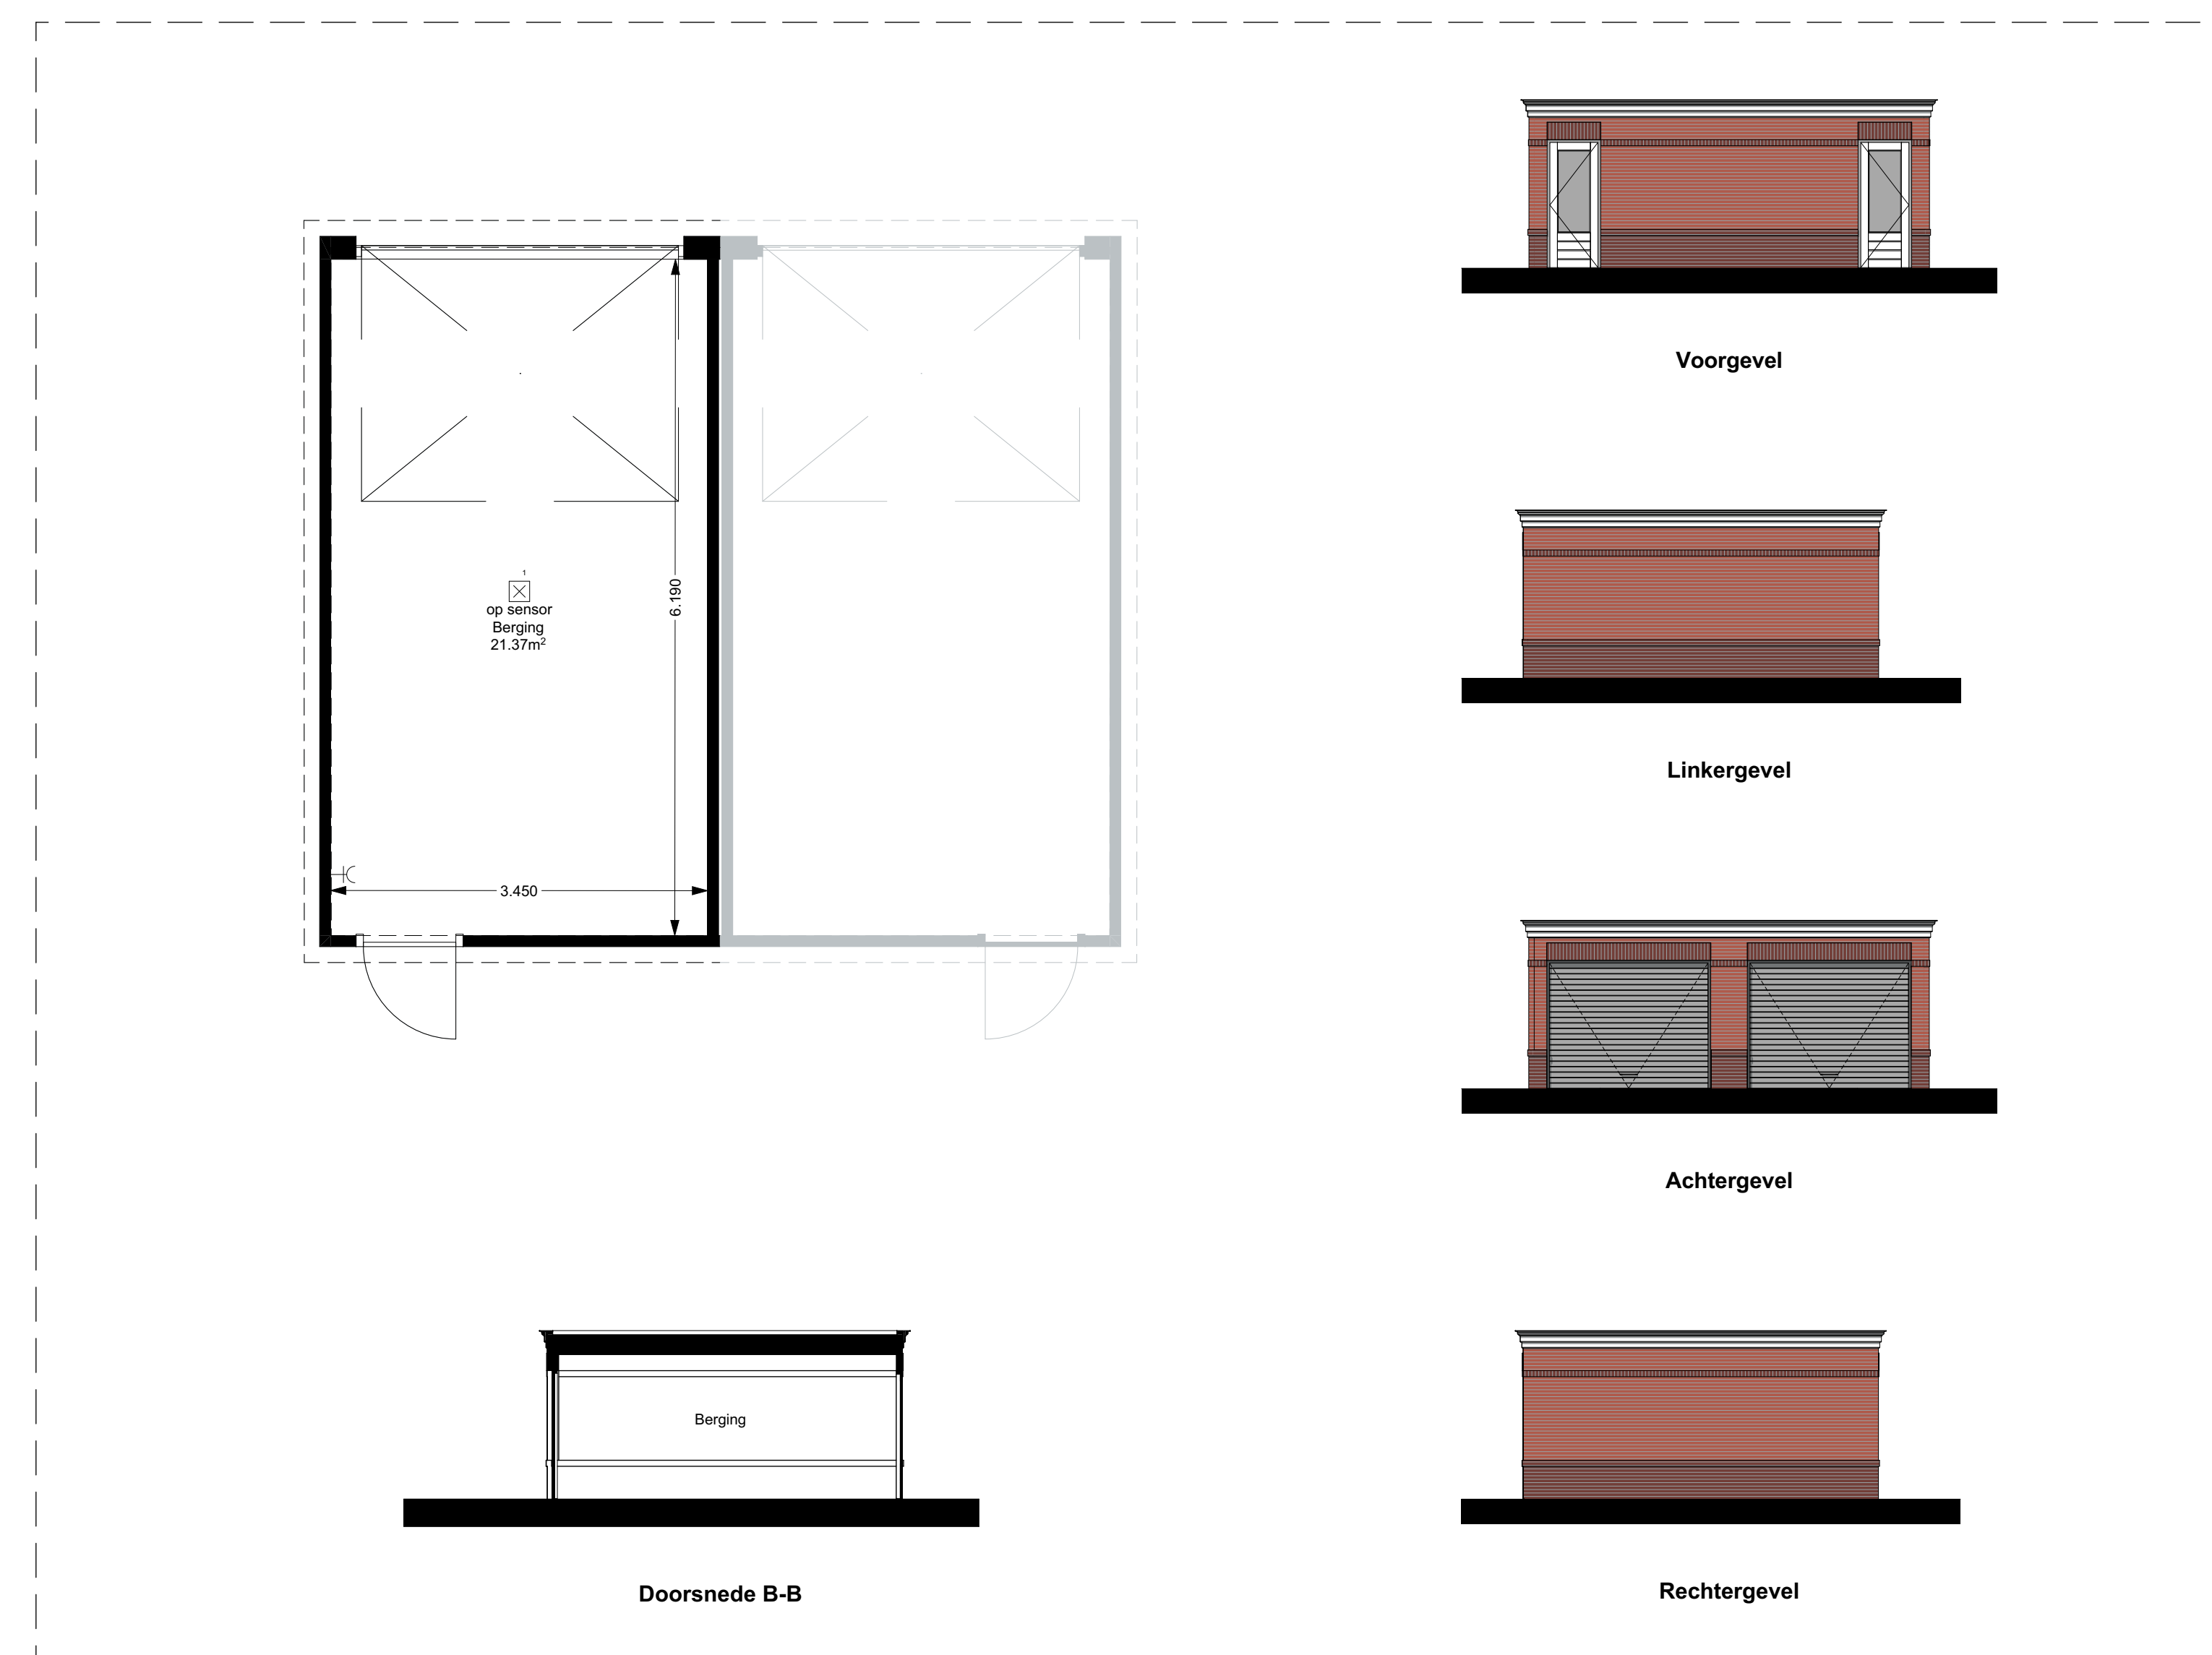 Voorgevel
1
op sensor
Berging
21.37m²
6.190
3.450
Linkergevel
Achtergevel
Berging
Doorsnede B-B
Rechtergevel